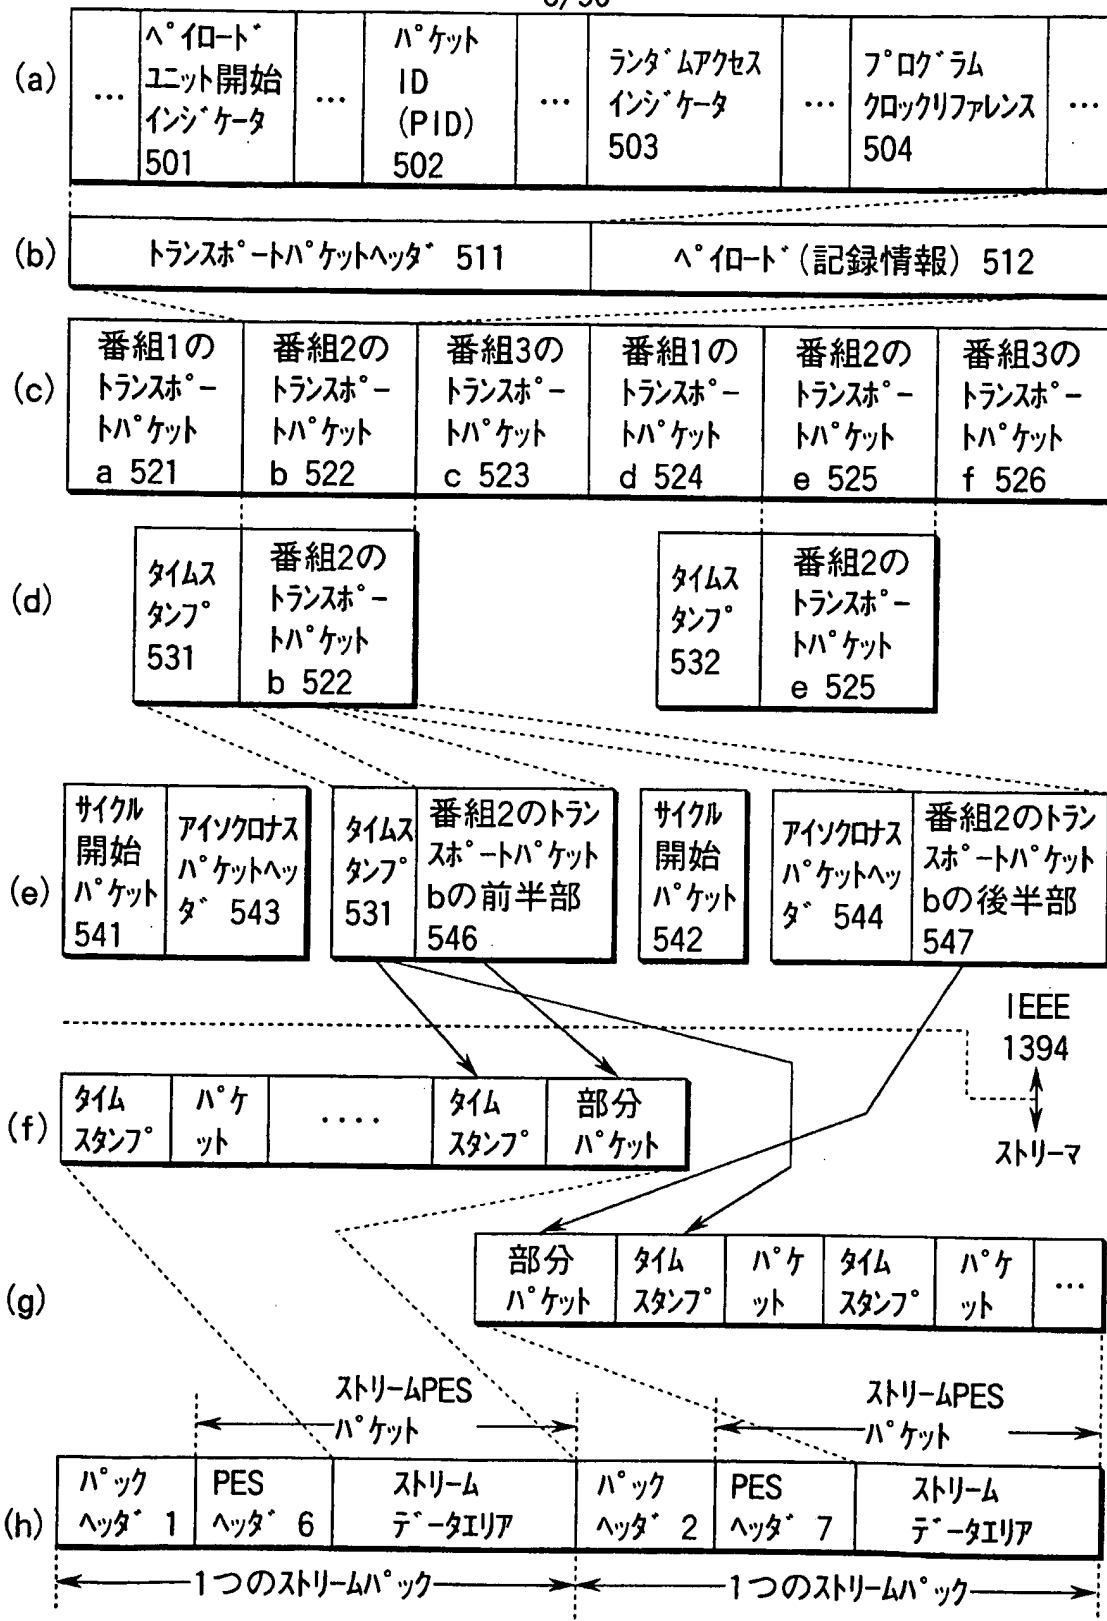 (a)
…
ペイロード
ユニット開始
インジケータ
501
…
パケット
ID
(PID)
502
…
ランダムアクセス
インジケータ
503
…
プログラム
クロックリファレンス
504
…
(b)
トランスポートパケットヘッダ 511
ペイロード(記録情報) 512
(c)
番組1の
トランスポー
トパケット
a 521
番組2の
トランスポー
トパケット
b 522
番組3の
トランスポー
トパケット
c 523
番組1の
トランスポー
トパケット
d 524
番組2の
トランスポー
トパケット
e 525
番組3の
トランスポー
トパケット
f 526
(d)
タイムス
タンプ
531
番組2の
トランスポー
トパケット
b 522
タイムス
タンプ
532
番組2の
トランスポー
トパケット
e 525
(e)
サイクル
開始
パケット
541
アイソクロナス
パケットヘッ
ダ 543
タイムス
タンプ
531
番組2のトラン
スポートパケット
bの前半部
546
サイクル
開始
パケット
542
アイソクロナス
パケットヘッ
ダ 544
番組2のトラン
スポートパケット
bの後半部
547
IEEE
1394
ストリーマ
(f)
タイム
スタンプ
パケ
ット
....
タイム
スタンプ
部分
パケット
(g)
部分
パケット
タイム
スタンプ
パケ
ット
タイム
スタンプ
パケ
ット
…
ストリームPES
パケット
ストリームPES
パケット
(h)
パック
ヘッダ 1
PES
ヘッダ 6
ストリーム
データエリア
パック
ヘッダ 2
PES
ヘッダ 7
ストリーム
データエリア
1つのストリームパック
1つのストリームパック